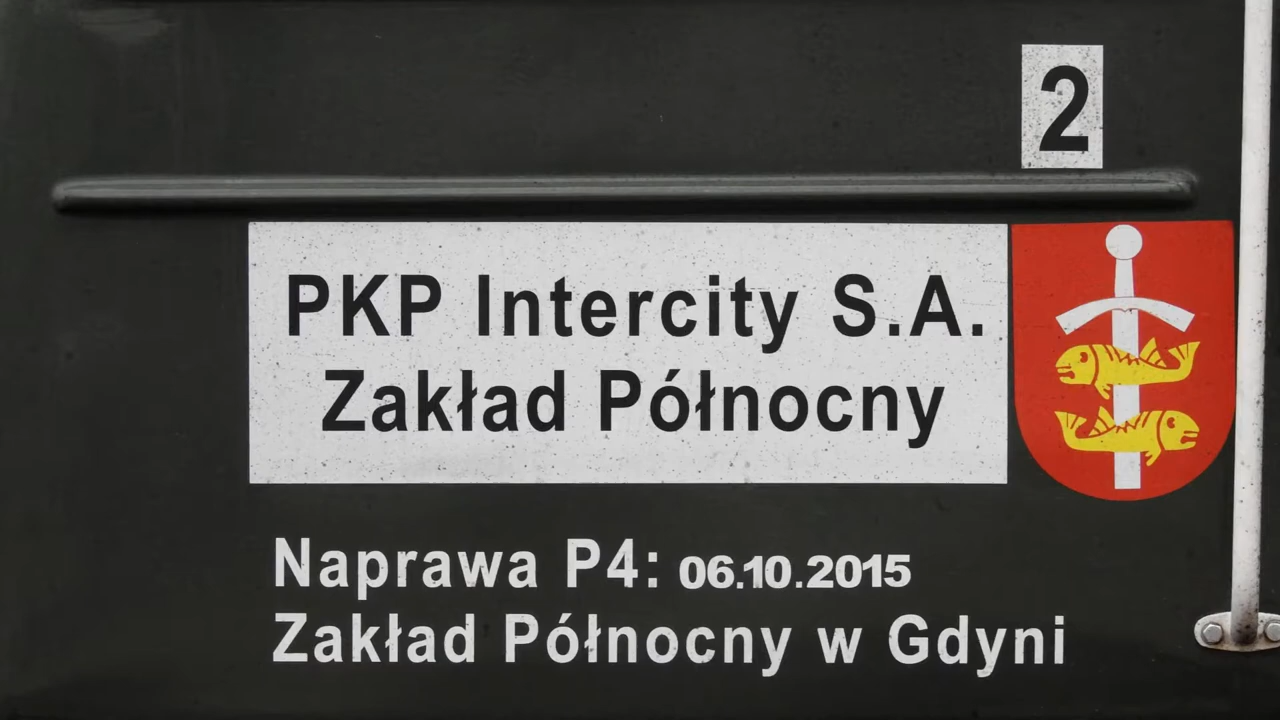 2
PKP Intercity S.A.
Zakład Północny
Naprawa P4: 06.10.2015
Zakład Północny w Gdyni